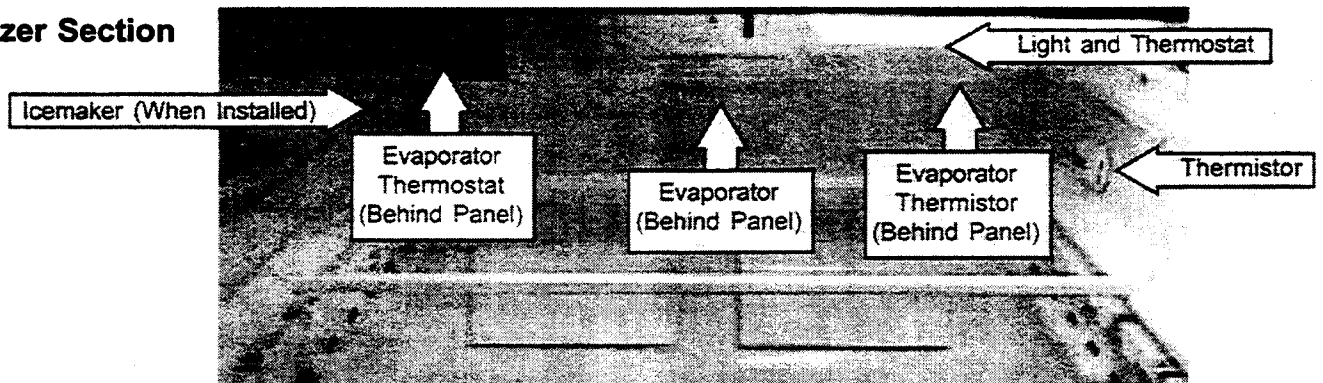 zer Section
Light and Thermostat
Icemaker (When Installed)
Evaporator
Thermostat
(Behind Panel)
Evaporator
(Behind Panel)
Evaporator
Thermistor
(Behind Panel)
Thermistor